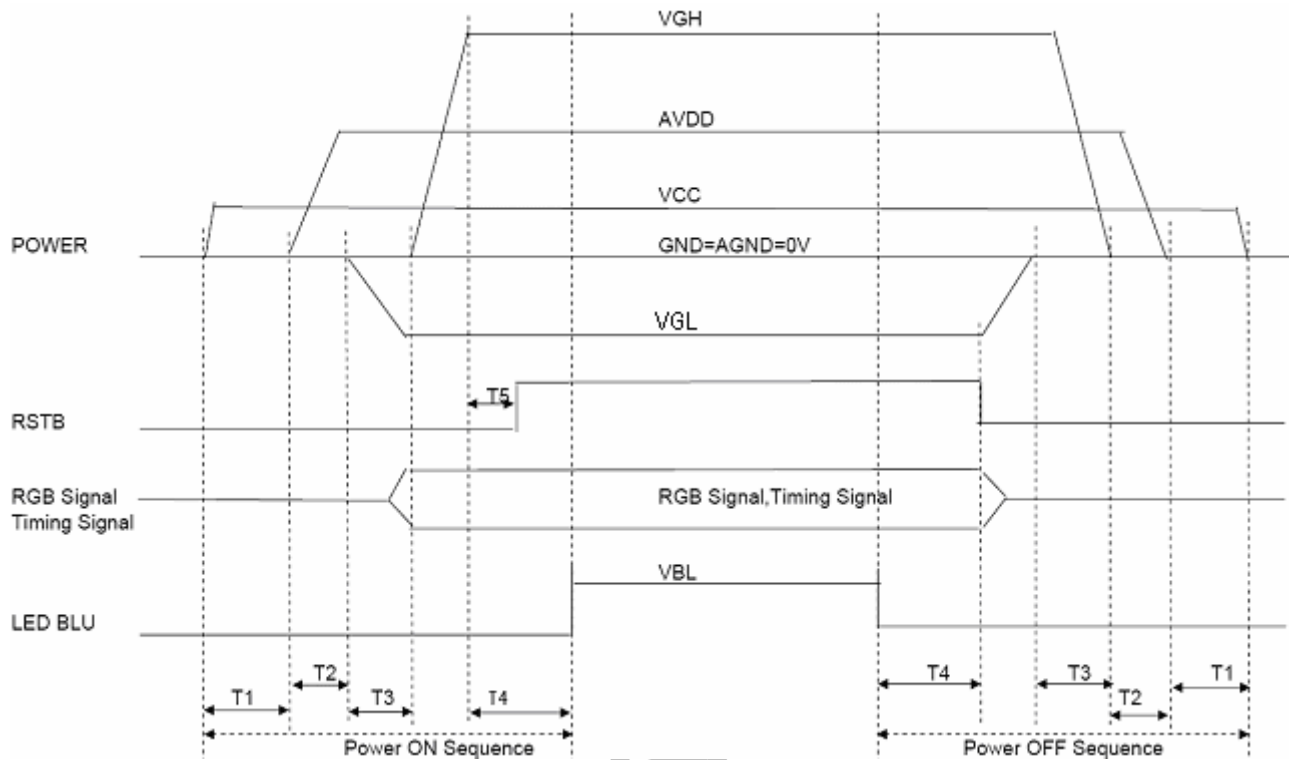 VGH
AVDD
VCC
POWER
GND=AGND=0V
VGL
T5
RSTB
RGB Signal
Timing Signal
RGB Signal,Timing Signal
VBL
LED BLU
T1
T2
T3
T4
T4
T3
T2
T1
Power ON Sequence
Power OFF Sequence